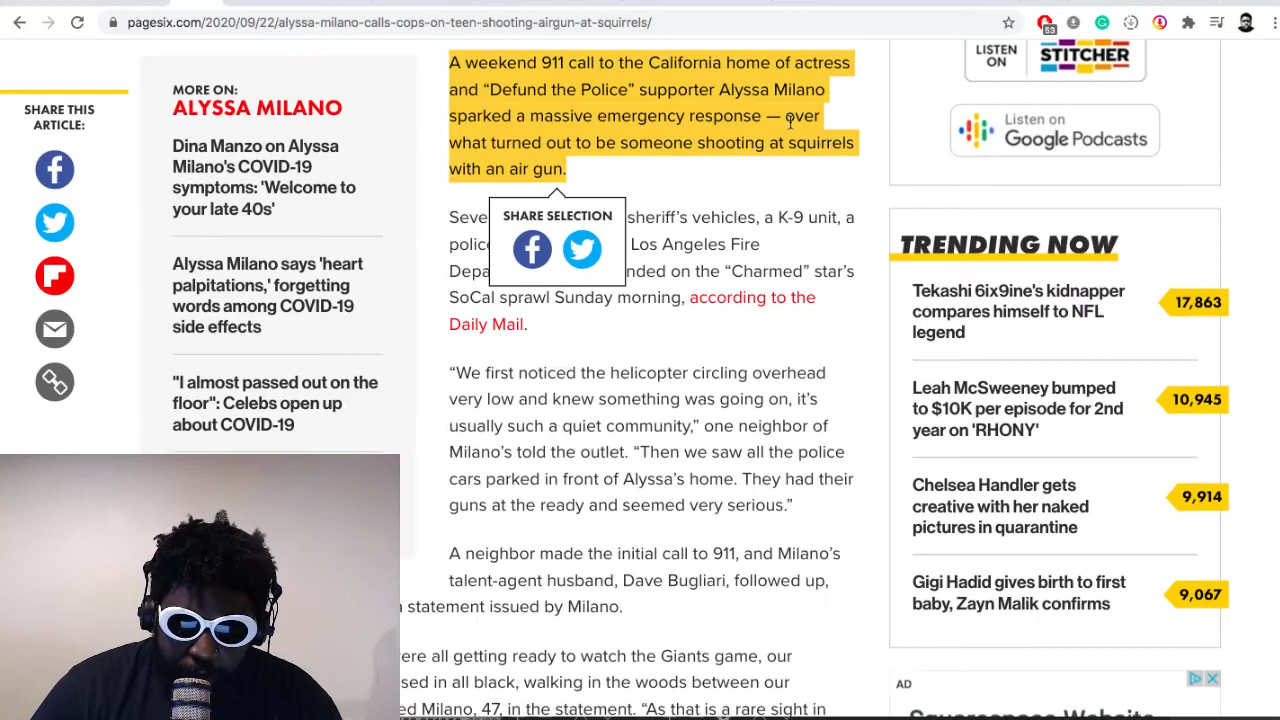 pagesix.com/2020/09/22/alyssa-milano-calls-cops-on-teen-shooting-airgun-at-squirrels/
53
SHARE THIS
ARTICLE:
MORE ON:
ALYSSA MILANO
Dina Manzo on Alyssa
Milano's COVID-19
symptoms: 'Welcome to
your late 40s'
Alyssa Milano says 'heart
palpitations,' forgetting
words among COVID-19
side effects
"I almost passed out on the
floor": Celebs open up
about COVID-19
A weekend 911 call to the California home of actress
and “Defund the Police” supporter Alyssa Milano
sparked a massive emergency response — over
what turned out to be someone shooting at squirrels
with an air gun.
SHARE SELECTION
sheriff’s vehicles, a K-9 unit, a
Los Angeles Fire
on the “Charmed” star’s
SoCal sprawl Sunday morning, according to the
Daily Mail.
“We first noticed the helicopter circling overhead
very low and knew something was going on, it’s
usually such a quiet community,” one neighbor of
Milano’s told the outlet. “Then we saw all the police
cars parked in front of Alyssa’s home. They had their
guns at the ready and seemed very serious.”
A neighbor made the initial call to 911, and Milano’s
talent-agent husband, Dave Bugliari, followed up,
statement issued by Milano.
all getting ready to watch the Giants game, our
in all black, walking in the woods between our
Milano, 47, in the statement. “As that is a rare sight in
LISTEN
ON
STITCHER
Listen on
Google Podcasts
TRENDING NOW
Tekashi 6ix9ine's kidnapper
compares himself to NFL
legend
17,863
Leah McSweeney bumped
to $10K per episode for 2nd
year on 'RHONY'
10,945
Chelsea Handler gets
creative with her naked
pictures in quarantine
9,914
Gigi Hadid gives birth to first
baby, Zayn Malik confirms
9,067
AD